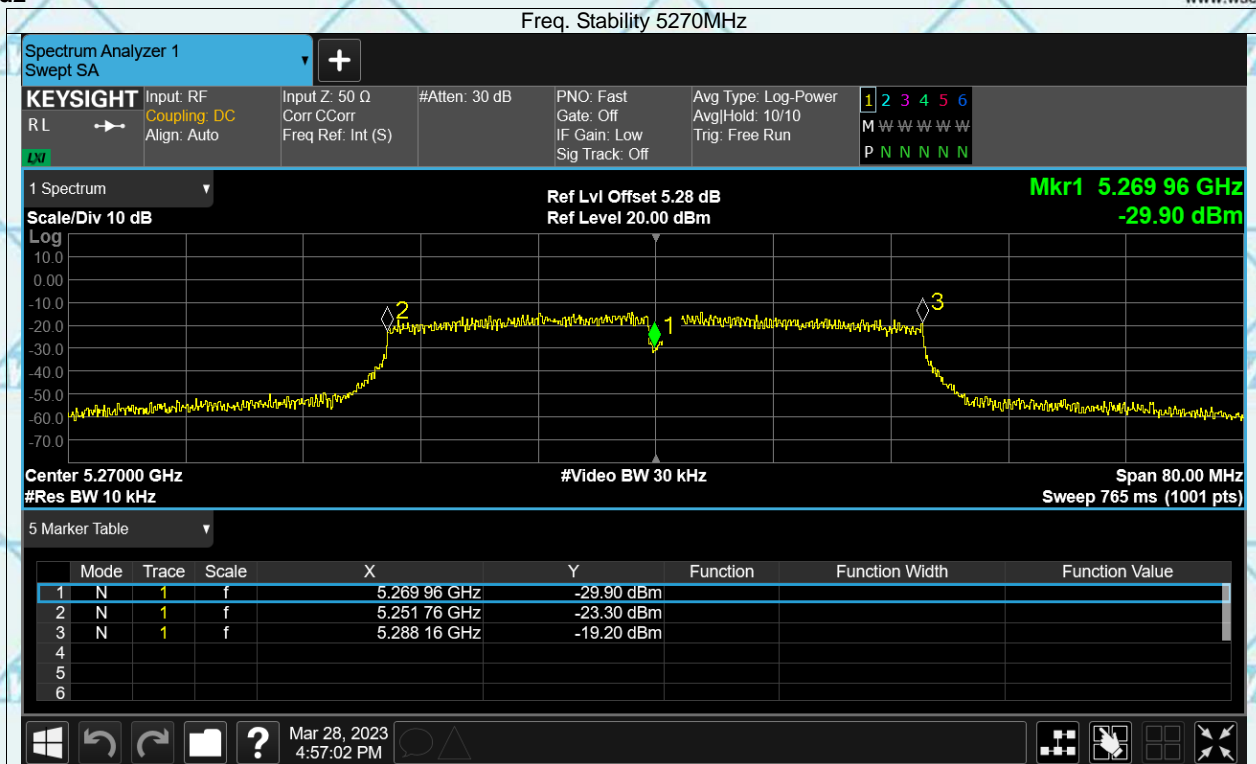 Freq. Stability 5270MHz
Spectrum Analyzer 1
Swept SA
KEYSIGHT
RL
LXI
Input: RF
Coupling: DC
Align: Auto
Input Z: 50 Ω
Corr CCorr
Freq Ref: Int (S)
#Atten: 30 dB
PNO: Fast
Gate: Off
IF Gain: Low
Sig Track: Off
Avg Type: Log-Power
Avg|Hold: 10/10
Trig: Free Run
1 2 3 4 5 6
M W W W W W
P N N N N N
1 Spectrum
Scale/Div 10 dB
Ref Lvl Offset 5.28 dB
Ref Level 20.00 dBm
Mkr1 5.269 96 GHz
-29.90 dBm
Log
10.0
0.00
-10.0
-20.0
-30.0
-40.0
-50.0
-60.0
-70.0
2
1
3
Center 5.27000 GHz
#Video BW 30 kHz
Span 80.00 MHz
#Res BW 10 kHz
Sweep 765 ms (1001 pts)
5 Marker Table
Mode Trace Scale X Y Function Function Width Function Value
1 N 1 f 5.269 96 GHz -29.90 dBm
2 N 1 f 5.251 76 GHz -23.30 dBm
3 N 1 f 5.288 16 GHz -19.20 dBm
4
5
6
?
Mar 28, 2023
4:57:02 PM